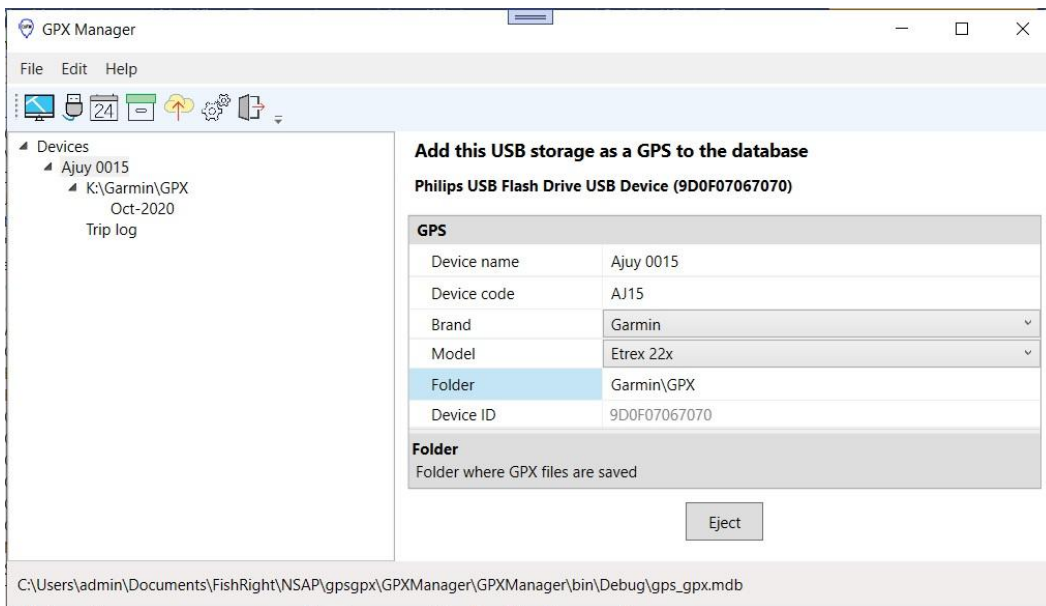 GPX Manager
File Edit Help
24
Devices
Ajuy 0015
K:\Garmin\GPX
Oct-2020
Trip log
Add this USB storage as a GPS to the database
Philips USB Flash Drive USB Device (9D0F07067070)
GPS
Device name Ajuy 0015
Device code AJ15
Brand Garmin
Model Etrex 22x
Folder Garmin\GPX
Device ID 9D0F07067070
Folder
Folder where GPX files are saved
Eject
C:\Users\admin\Documents\FishRight\NSAP\gpsgpx\GPXManager\GPXManager\bin\Debug\gps_gpx.mdb